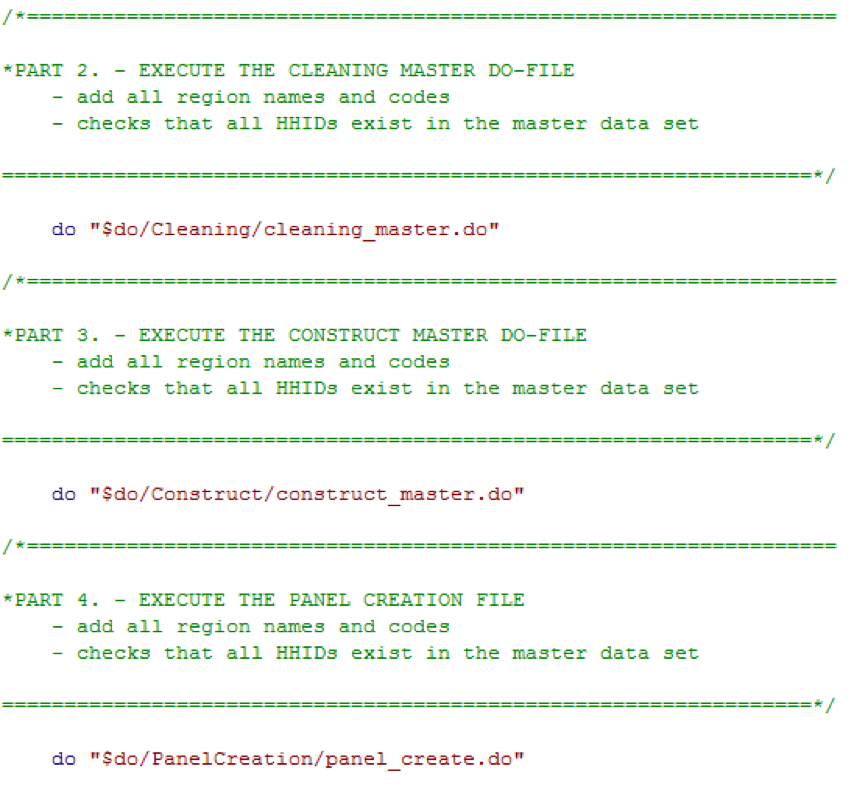 /*=================================================================
*PART 2. - EXECUTE THE CLEANING MASTER DO-FILE
- add all region names and codes
- checks that all HHIDs exist in the master data set
=================================================================*/
do "$do/Cleaning/cleaning_master.do"
/*=================================================================
*PART 3. - EXECUTE THE CONSTRUCT MASTER DO-FILE
- add all region names and codes
- checks that all HHIDs exist in the master data set
=================================================================*/
do "$do/Construct/construct_master.do"
/*=================================================================
*PART 4. - EXECUTE THE PANEL CREATION FILE
- add all region names and codes
- checks that all HHIDs exist in the master data set
=================================================================*/
do "$do/PanelCreation/panel_create.do"